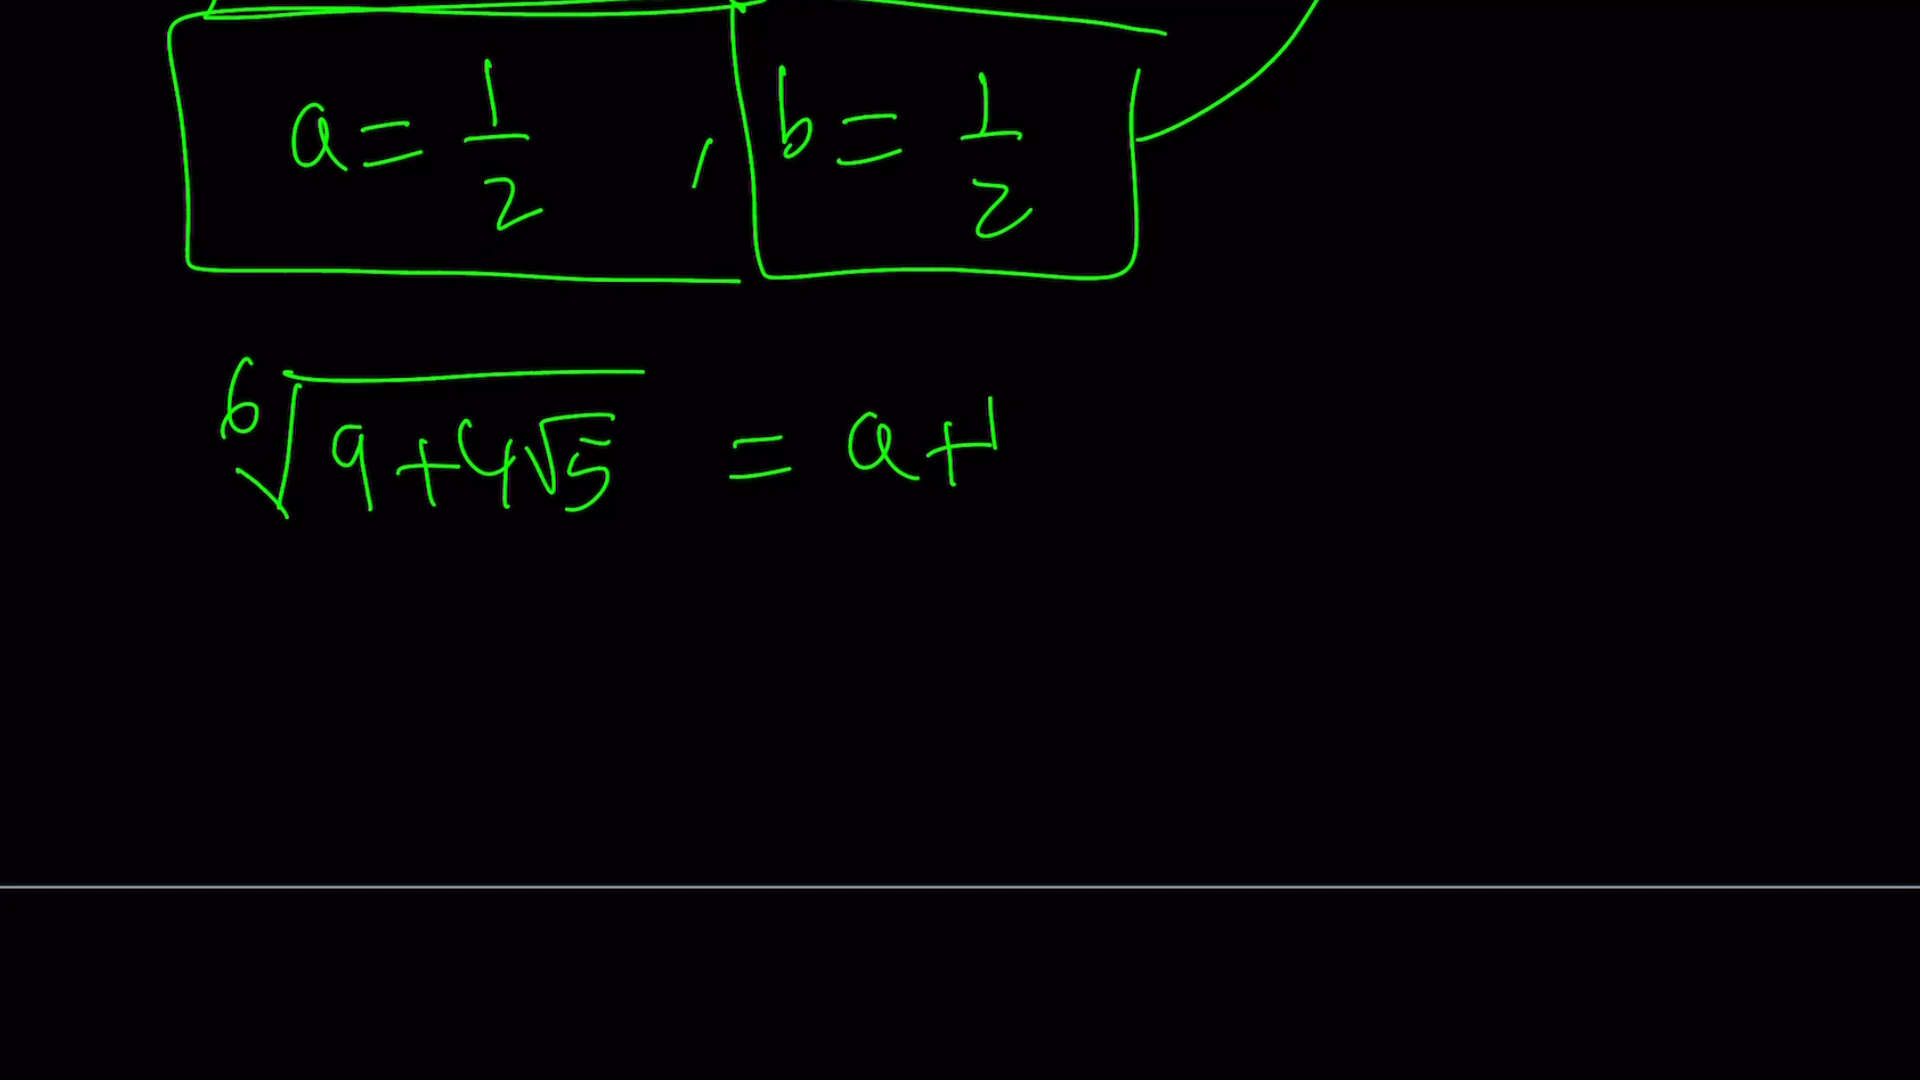 a = 1/2 , b = 1/2
⁶√(9+4√5) = a+